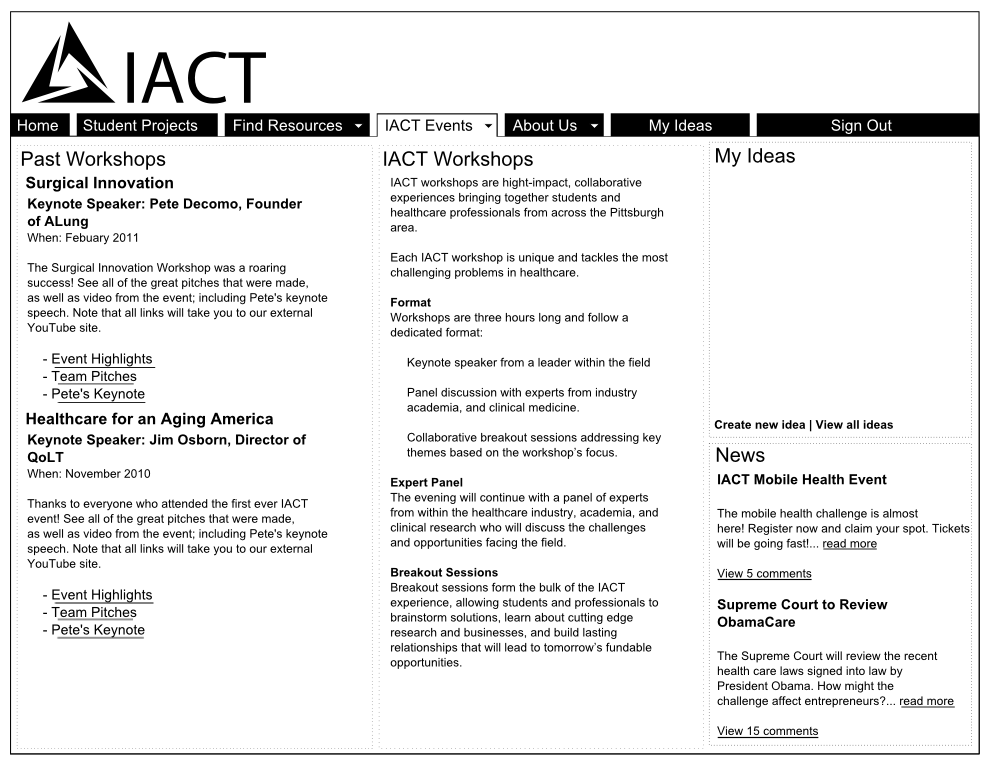 IACT
Home
Student Projects
Find Resources
IACT Events
About Us
My Ideas
Sign Out
Past Workshops
Surgical Innovation
Keynote Speaker: Pete Decomo, Founder
of ALung
When: Febuary 2011
The Surgical Innovation Workshop was a roaring
success! See all of the great pitches that were made,
as well as video from the event; including Pete's keynote
speech. Note that all links will take you to our external
YouTube site.
- Event Highlights
- Team Pitches
- Pete's Keynote
Healthcare for an Aging America
Keynote Speaker: Jim Osborn, Director of
QoLT
When: November 2010
Thanks to everyone who attended the first ever IACT
event! See all of the great pitches that were made,
as well as video from the event; including Pete's keynote
speech. Note that all links will take you to our external
YouTube site.
- Event Highlights
- Team Pitches
- Pete's Keynote
IACT Workshops
IACT workshops are hight-impact, collaborative
experiences bringing together students and
healthcare professionals from across the Pittsburgh
area.
Each IACT workshop is unique and tackles the most
challenging problems in healthcare.
Format
Workshops are three hours long and follow a
dedicated format:
Keynote speaker from a leader within the field
Panel discussion with experts from industry
academia, and clinical medicine.
Collaborative breakout sessions addressing key
themes based on the workshop's focus.
Expert Panel
The evening will continue with a panel of experts
from within the healthcare industry, academia, and
clinical research who will discuss the challenges
and opportunities facing the field.
Breakout Sessions
Breakout sessions form the bulk of the IACT
experience, allowing students and professionals to
brainstorm solutions, learn about cutting edge
research and businesses, and build lasting
relationships that will lead to tomorrow's fundable
opportunities.
My Ideas
Create new idea | View all ideas
News
IACT Mobile Health Event
The mobile health challenge is almost
here! Register now and claim your spot. Tickets
will be going fast!... read more
View 5 comments
Supreme Court to Review
ObamaCare
The Supreme Court will review the recent
health care laws signed into law by
President Obama. How might the
challenge affect entrepreneurs?... read more
View 15 comments